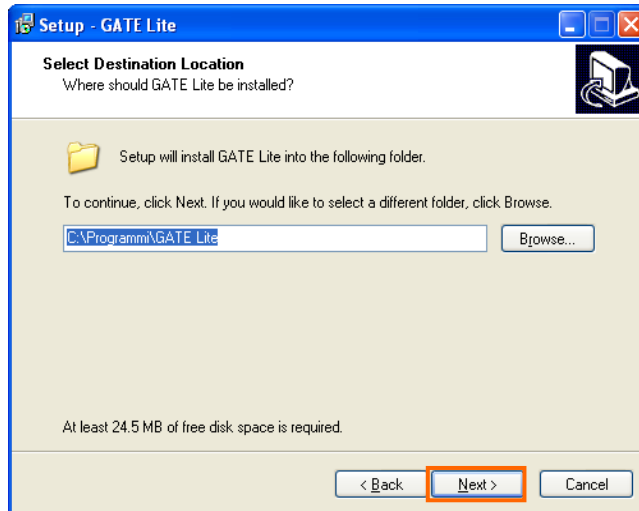 Setup - GATE Lite
Select Destination Location
Where should GATE Lite be installed?
Setup will install GATE Lite into the following folder.
To continue, click Next. If you would like to select a different folder, click Browse.
C:\Programmi\GATE Lite
Browse...
At least 24.5 MB of free disk space is required.
< Back
Next >
Cancel